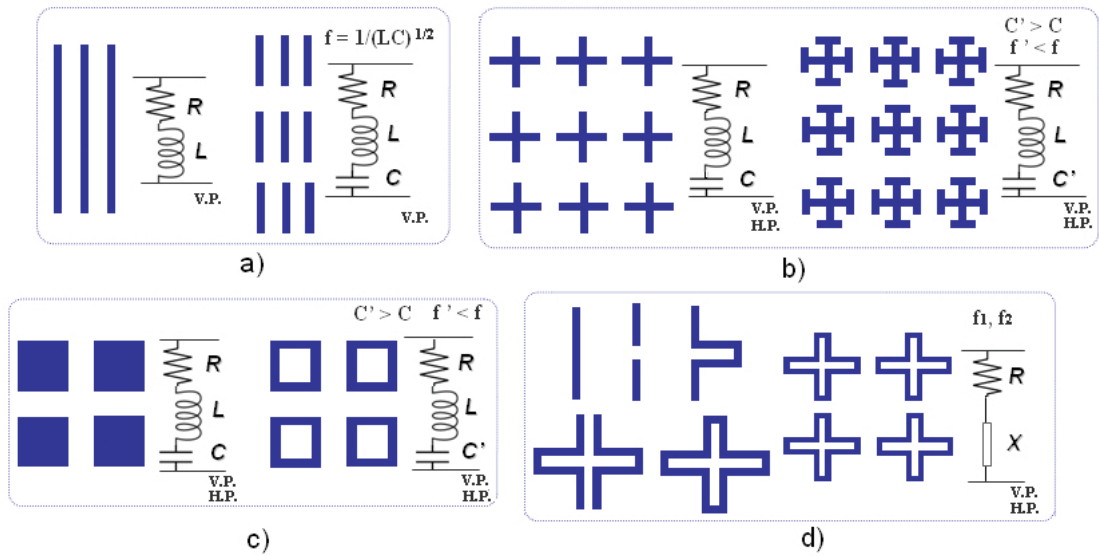 f = 1/(LC) 1/2
R
L
V.P.
R
L
C
V.P.
a)
C' > C
f ' < f
R
L
C
V.P.
H.P.
R
L
C'
V.P.
H.P.
b)
C' > C f ' < f
R
L
C
V.P.
H.P.
R
L
C'
V.P.
H.P.
c)
f1, f2
R
X
V.P.
H.P.
d)